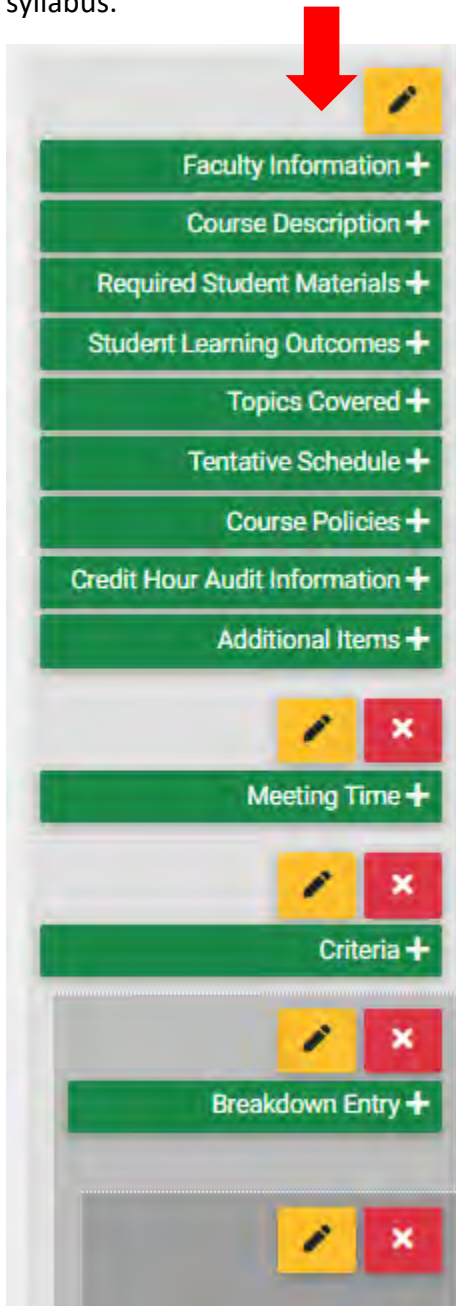 syllabus.
Faculty Information +
Course Description +
Required Student Materials +
Student Learning Outcomes +
Topics Covered +
Tentative Schedule +
Course Policies +
Credit Hour Audit Information +
Additional Items +
Meeting Time +
Criteria +
Breakdown Entry +